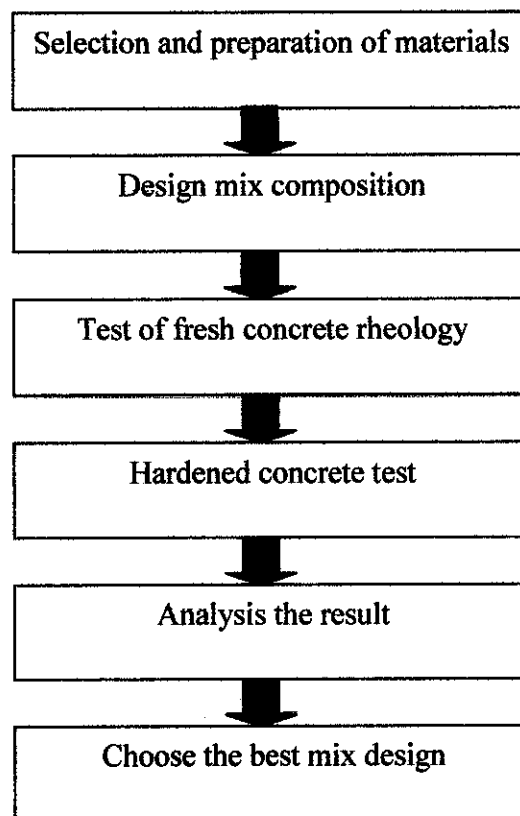 Selection and preparation of materials
Design mix composition
Test of fresh concrete rheology
Hardened concrete test
Analysis the result
Choose the best mix design